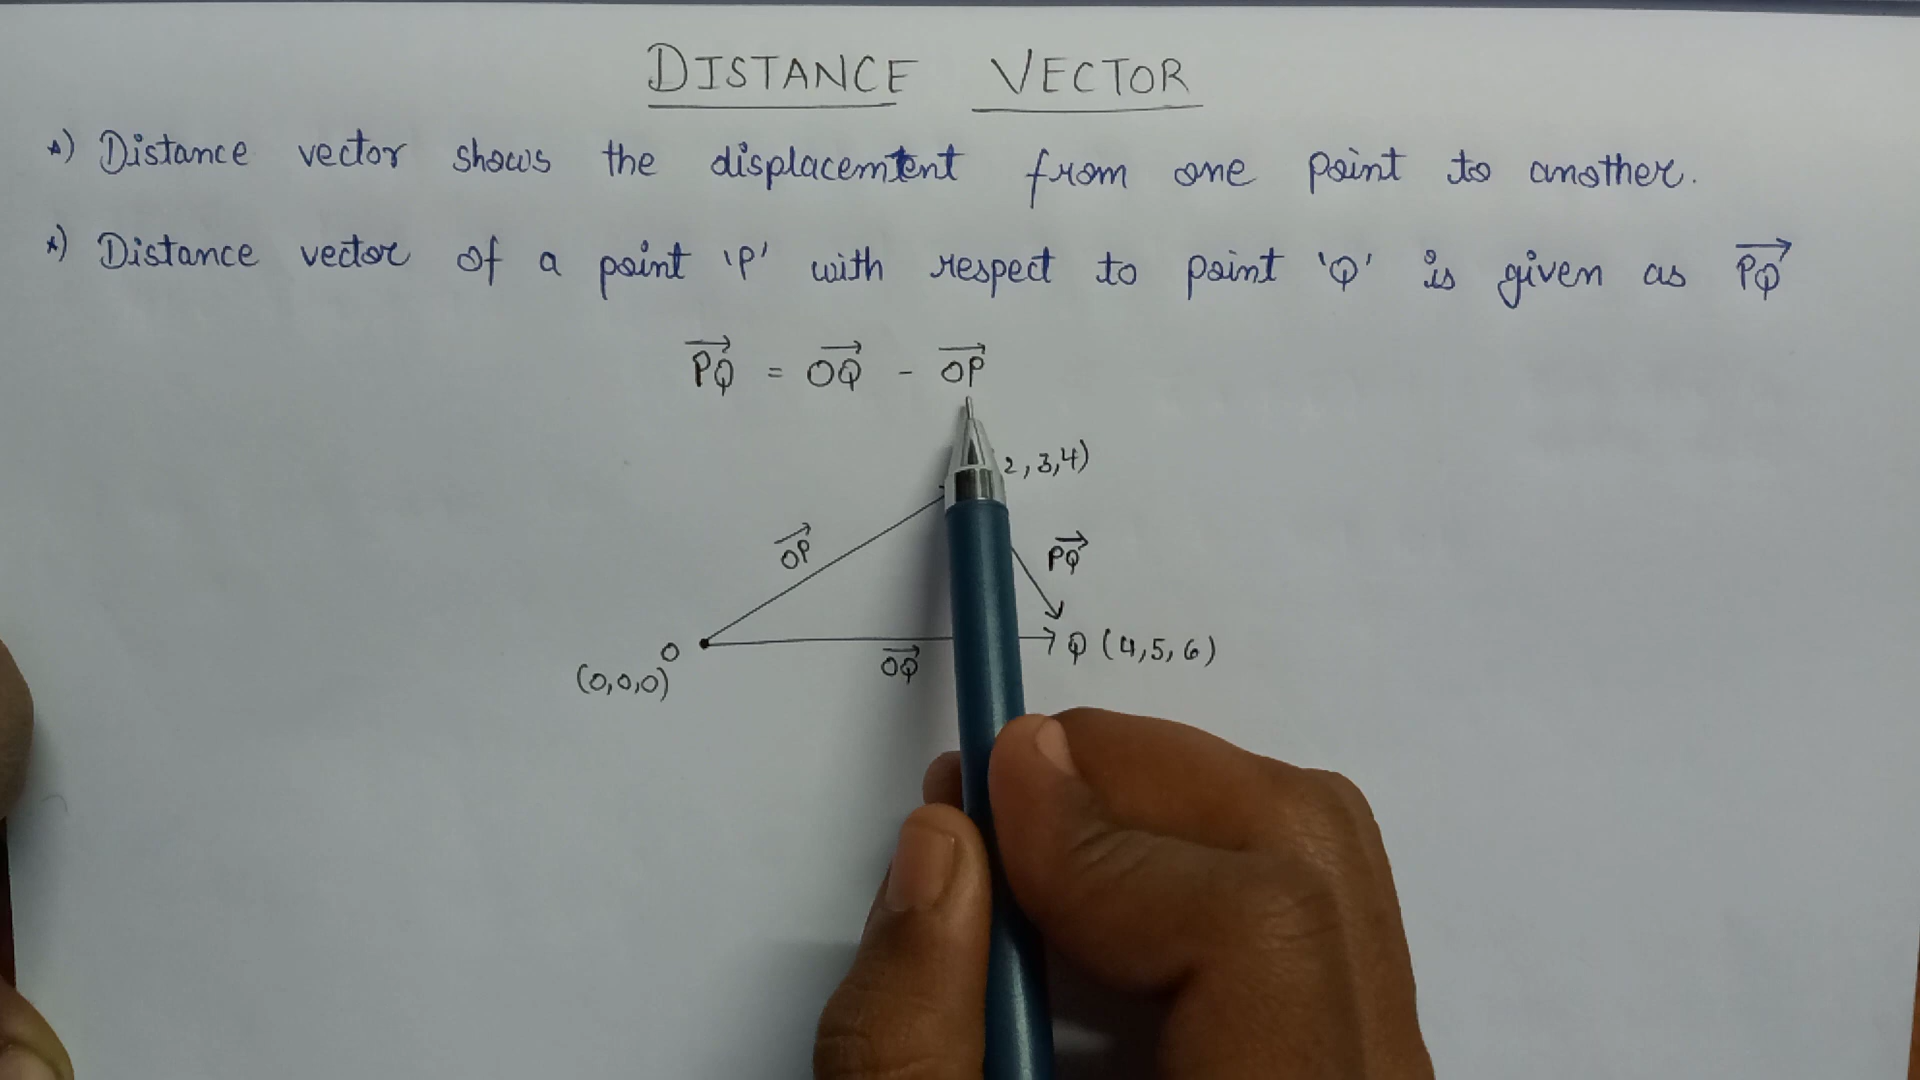 DISTANCE VECTOR
*) Distance vector shows the displacement from one point to another.
*) Distance vector of a point 'P' with respect to point 'Q' is given as PQ
PQ = OQ - OP
2,3,4)
OP
PQ
O
Q (4,5,6)
OQ
(0,0,0)